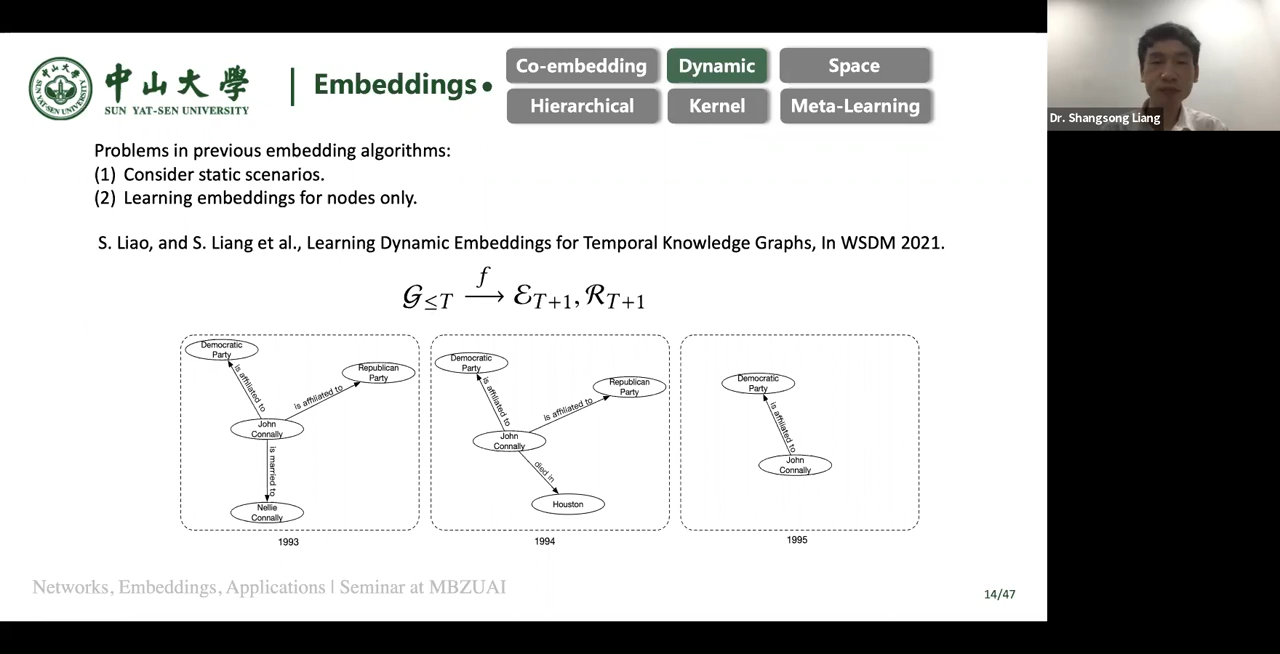 中山大學
SUN YAT-SEN UNIVERSITY
SUN YAT-SEN UNIVERSITY
Embeddings
Co-embedding
Dynamic
Space
Hierarchical
Kernel
Meta-Learning
Dr. Shangsong Liang
Problems in previous embedding algorithms:
(1) Consider static scenarios.
(2) Learning embeddings for nodes only.
S. Liao, and S. Liang et al., Learning Dynamic Embeddings for Temporal Knowledge Graphs, In WSDM 2021.
𝒢≤T —f→ ℰT+1, ℛT+1
Democratic
Party
is affiliated to
Republican
Party
is affiliated to
John
Connally
is married to
Nellie
Connally
1993
Democratic
Party
is affiliated to
Republican
Party
is affiliated to
John
Connally
died in
Houston
1994
Democratic
Party
is affiliated to
John
Connally
1995
Networks, Embeddings, Applications | Seminar at MBZUAI
14/47